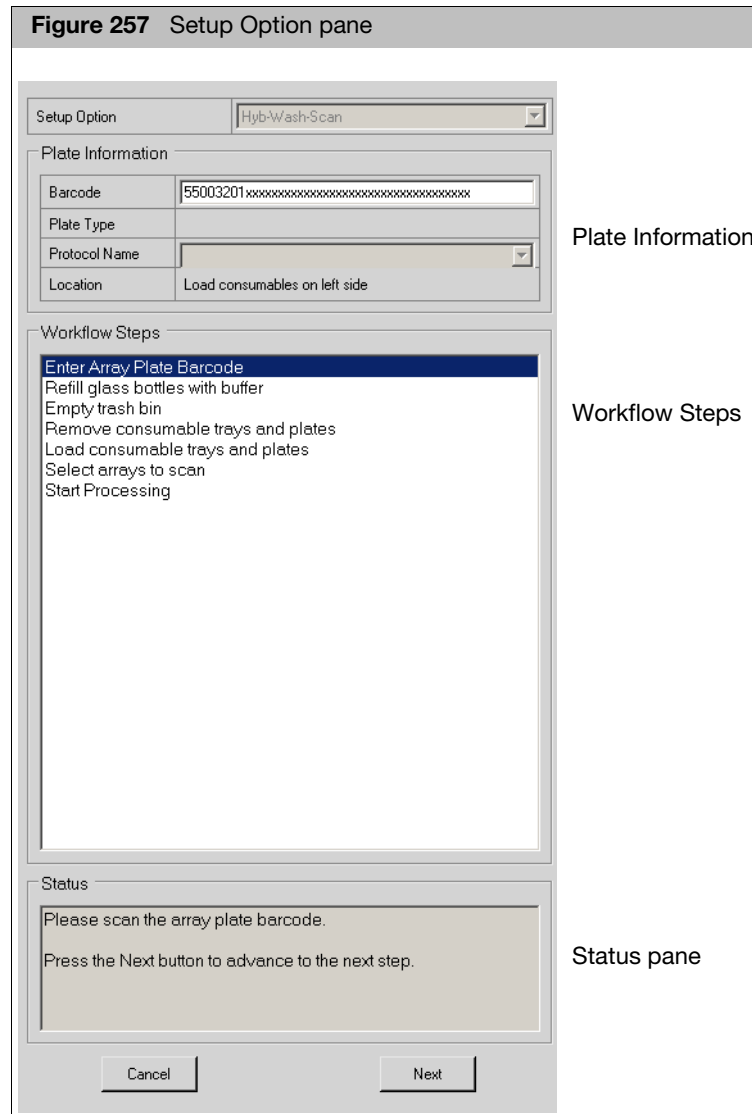 Figure 257 Setup Option pane
Setup Option Hyb-Wash-Scan
Plate Information
Barcode 55003201xxxxxxxxxxxxxxxxxxxxxxxxxxxxxxxxxx
Plate Type
Protocol Name
Location Load consumables on left side
Plate Information
Workflow Steps
Enter Array Plate Barcode
Refill glass bottles with buffer
Empty trash bin
Remove consumable trays and plates
Load consumable trays and plates
Select arrays to scan
Start Processing
Workflow Steps
Status
Please scan the array plate barcode.
Press the Next button to advance to the next step.
Status pane
Cancel Next